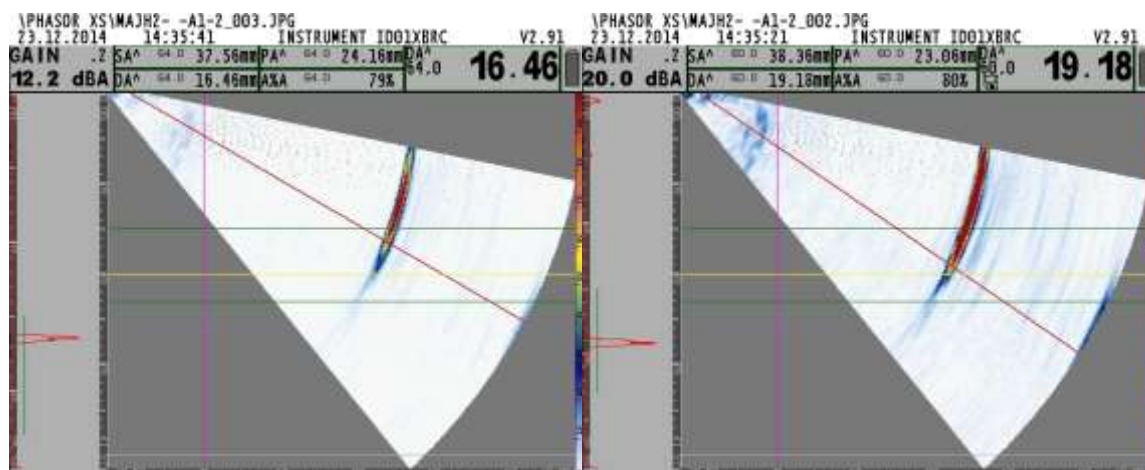 \PHASOR XS\MAJH2- -A1-2_003.JPG
23.12.2014 14:35:41 INSTRUMENT ID01XBRC V2.91
GAIN .2 SA^ 37.56mm PA^ 24.16mm DA^ 16.46
12.2 dBA DA^ 16.46mm A%A 79% 64.0
\PHASOR XS\MAJH2- -A1-2_002.JPG
23.12.2014 14:35:21 INSTRUMENT ID01XBRC V2.91
GAIN .2 SA^ 38.36mm PA^ 23.06mm DA^ 19.18
20.0 dBA DA^ 19.18mm A%A 80%